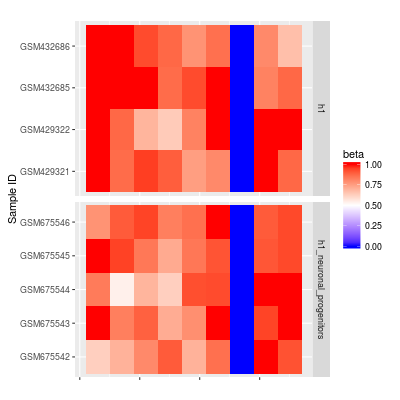 GSM432686
GSM432685
GSM429322
GSM429321
h1
GSM675546
GSM675545
GSM675544
GSM675543
GSM675542
h1_neuronal_progenitors
Sample ID
beta
1.00
0.75
0.50
0.25
0.00